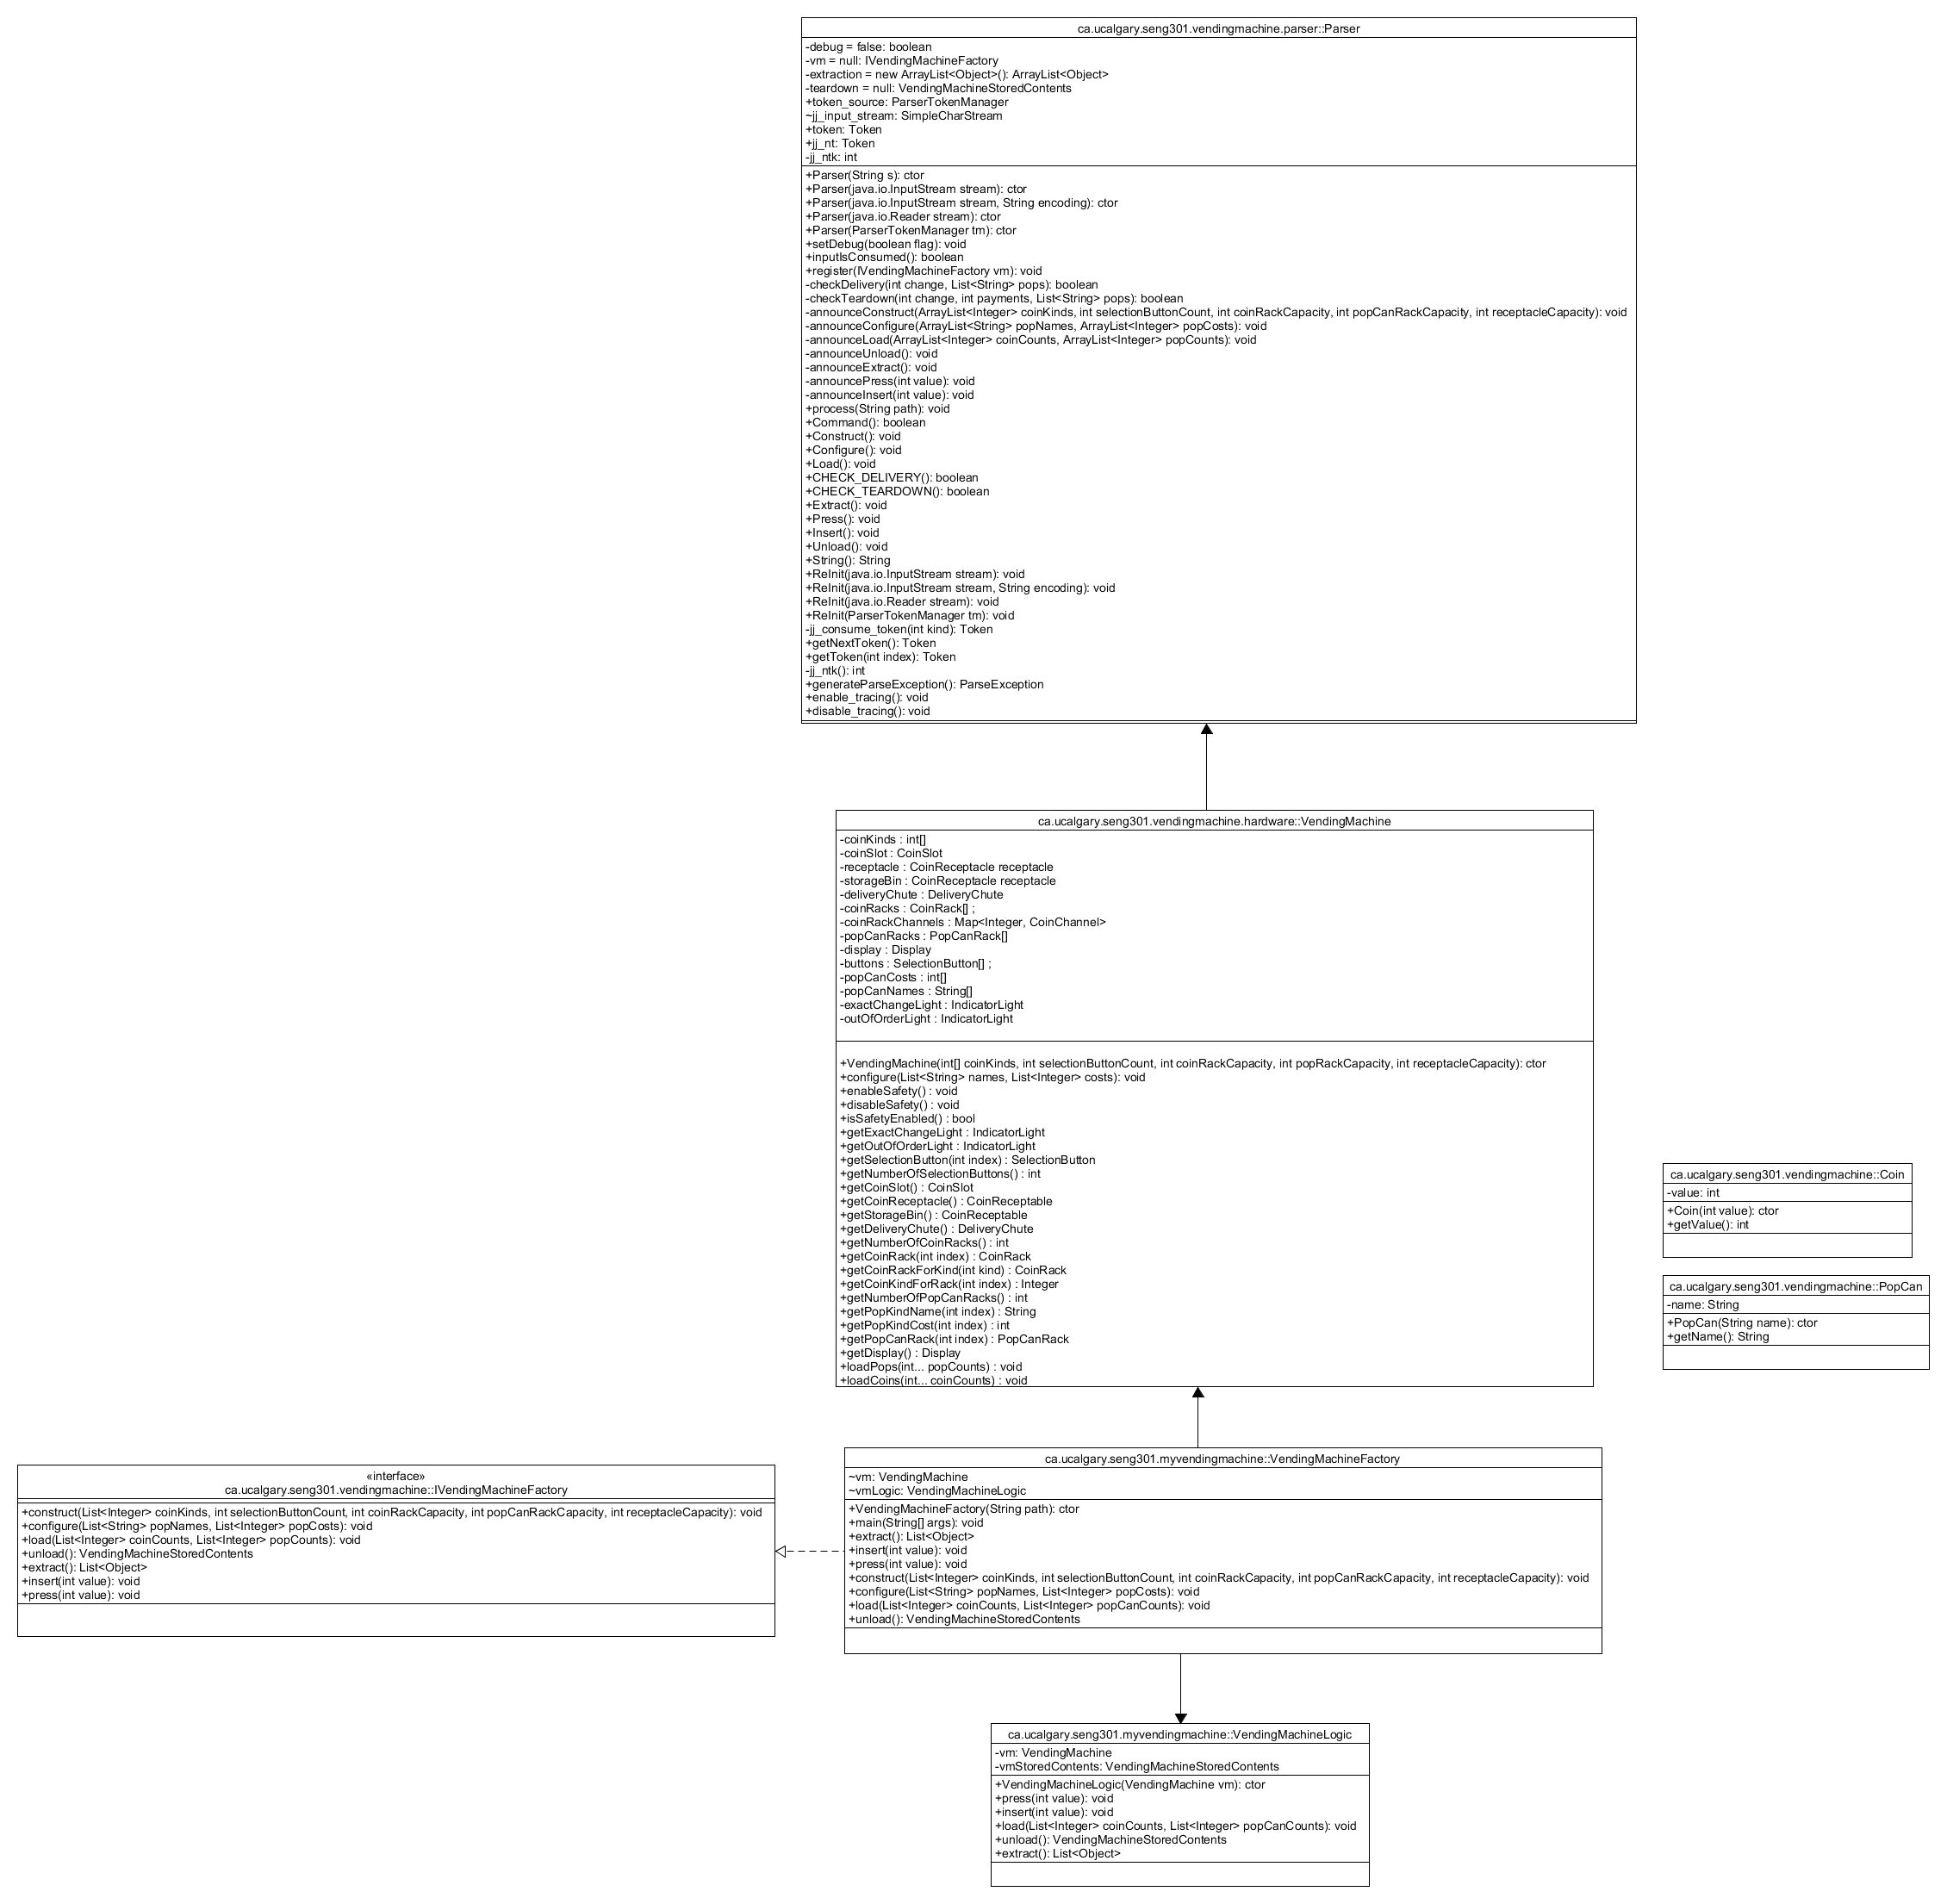 ca.ucalgary.seng301.vendingmachine.parser::Parser
-debug = false: boolean
-vm = null: IVendingMachineFactory
-extraction = new ArrayList<Object>(): ArrayList<Object>
-teardown = null: VendingMachineStoredContents
+token_source: ParserTokenManager
~jj_input_stream: SimpleCharStream
+token: Token
+jj_nt: Token
-jj_ntk: int
+Parser(String s): ctor
+Parser(java.io.InputStream stream): ctor
+Parser(java.io.InputStream stream, String encoding): ctor
+Parser(java.io.Reader stream): ctor
+Parser(ParserTokenManager tm): ctor
+setDebug(boolean flag): void
+inputIsConsumed(): boolean
+register(IVendingMachineFactory vm): void
-checkDelivery(int change, List<String> pops): boolean
-checkTeardown(int change, int payments, List<String> pops): boolean
-announceConstruct(ArrayList<Integer> coinKinds, int selectionButtonCount, int coinRackCapacity, int popCanRackCapacity, int receptacleCapacity): void
-announceConfigure(ArrayList<String> popNames, ArrayList<Integer> popCosts): void
-announceLoad(ArrayList<Integer> coinCounts, ArrayList<Integer> popCounts): void
-announceUnload(): void
-announceExtract(): void
-announcePress(int value): void
-announceInsert(int value): void
+process(String path): void
+Command(): boolean
+Construct(): void
+Configure(): void
+Load(): void
+CHECK_DELIVERY(): boolean
+CHECK_TEARDOWN(): boolean
+Extract(): void
+Press(): void
+Insert(): void
+Unload(): void
+String(): String
+ReInit(java.io.InputStream stream): void
+ReInit(java.io.InputStream stream, String encoding): void
+ReInit(java.io.Reader stream): void
+ReInit(ParserTokenManager tm): void
-jj_consume_token(int kind): Token
+getNextToken(): Token
+getToken(int index): Token
-jj_ntk(): int
+generateParseException(): ParseException
+enable_tracing(): void
+disable_tracing(): void
ca.ucalgary.seng301.vendingmachine.hardware::VendingMachine
-coinKinds : int[]
-coinSlot : CoinSlot
-receptacle : CoinReceptacle receptacle
-storageBin : CoinReceptacle receptacle
-deliveryChute : DeliveryChute
-coinRacks : CoinRack[] ;
-coinRackChannels : Map<Integer, CoinChannel>
-popCanRacks : PopCanRack[]
-display : Display
-buttons : SelectionButton[] ;
-popCanCosts : int[]
-popCanNames : String[]
-exactChangeLight : IndicatorLight
-outOfOrderLight : IndicatorLight
+VendingMachine(int[] coinKinds, int selectionButtonCount, int coinRackCapacity, int popRackCapacity, int receptacleCapacity): ctor
+configure(List<String> names, List<Integer> costs): void
+enableSafety() : void
+disableSafety() : void
+isSafetyEnabled() : bool
+getExactChangeLight : IndicatorLight
+getOutOfOrderLight : IndicatorLight
+getSelectionButton(int index) : SelectionButton
+getNumberOfSelectionButtons() : int
+getCoinSlot() : CoinSlot
+getCoinReceptacle() : CoinReceptable
+getStorageBin() : CoinReceptable
+getDeliveryChute() : DeliveryChute
+getNumberOfCoinRacks() : int
+getCoinRack(int index) : CoinRack
+getCoinRackForKind(int kind) : CoinRack
+getCoinKindForRack(int index) : Integer
+getNumberOfPopCanRacks() : int
+getPopKindName(int index) : String
+getPopKindCost(int index) : int
+getPopCanRack(int index) : PopCanRack
+getDisplay() : Display
+loadPops(int... popCounts) : void
+loadCoins(int... coinCounts) : void
ca.ucalgary.seng301.vendingmachine::Coin
-value: int
+Coin(int value): ctor
+getValue(): int
ca.ucalgary.seng301.vendingmachine::PopCan
-name: String
+PopCan(String name): ctor
+getName(): String
«interface»
ca.ucalgary.seng301.vendingmachine::IVendingMachineFactory
+construct(List<Integer> coinKinds, int selectionButtonCount, int coinRackCapacity, int popCanRackCapacity, int receptacleCapacity): void
+configure(List<String> popNames, List<Integer> popCosts): void
+load(List<Integer> coinCounts, List<Integer> popCounts): void
+unload(): VendingMachineStoredContents
+extract(): List<Object>
+insert(int value): void
+press(int value): void
ca.ucalgary.seng301.myvendingmachine::VendingMachineFactory
~vm: VendingMachine
~vmLogic: VendingMachineLogic
+VendingMachineFactory(String path): ctor
+main(String[] args): void
+extract(): List<Object>
+insert(int value): void
+press(int value): void
+construct(List<Integer> coinKinds, int selectionButtonCount, int coinRackCapacity, int popCanRackCapacity, int receptacleCapacity): void
+configure(List<String> popNames, List<Integer> popCosts): void
+load(List<Integer> coinCounts, List<Integer> popCanCounts): void
+unload(): VendingMachineStoredContents
ca.ucalgary.seng301.myvendingmachine::VendingMachineLogic
-vm: VendingMachine
-vmStoredContents: VendingMachineStoredContents
+VendingMachineLogic(VendingMachine vm): ctor
+press(int value): void
+insert(int value): void
+load(List<Integer> coinCounts, List<Integer> popCanCounts): void
+unload(): VendingMachineStoredContents
+extract(): List<Object>